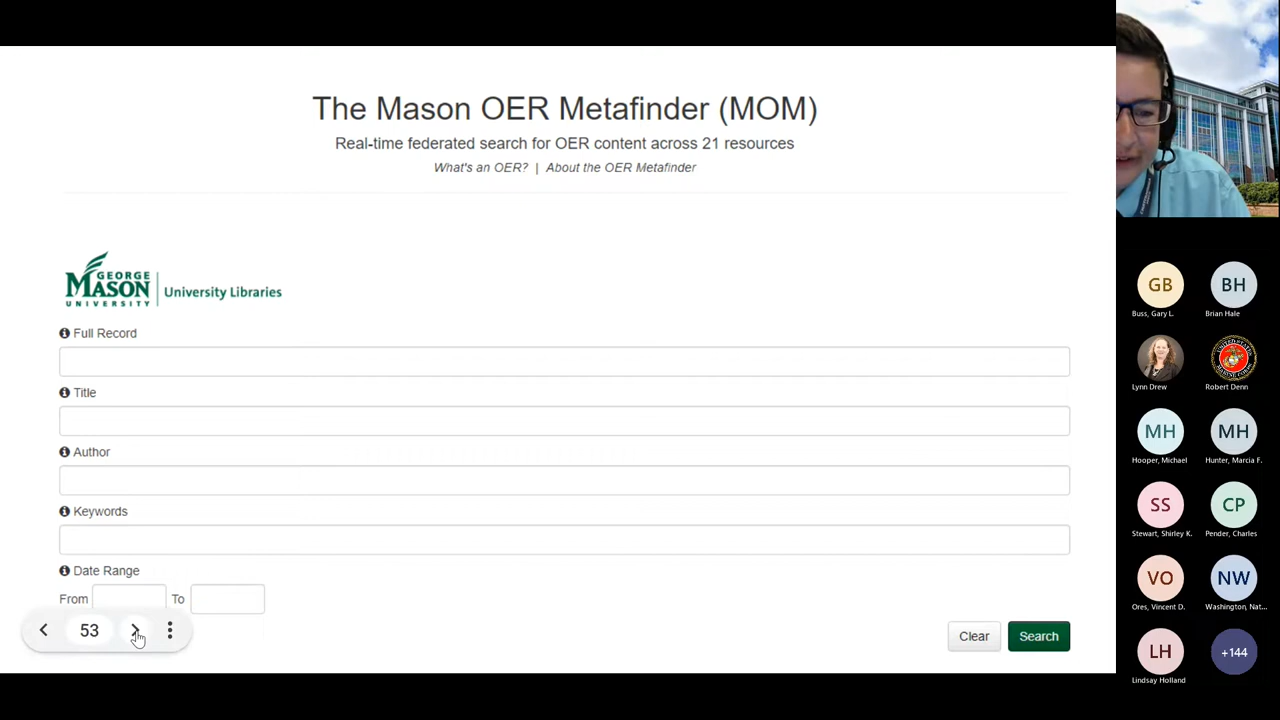 The Mason OER Metafinder (MOM)
Real-time federated search for OER content across 21 resources
What's an OER? | About the OER Metafinder
GEORGE
MASON
UNIVERSITY
University Libraries
Full Record
Title
Author
Keywords
Date Range
From To
53
Clear Search
GB BH
Buss, Gary L. Brian Hale
Lynn Drew Robert Denn
MH MH
Hooper, Michael Hunter, Marcia F.
SS CP
Stewart, Shirley K. Pender, Charles
VO NW
Ores, Vincent D. Washington, Nat...
LH +144
Lindsay Holland